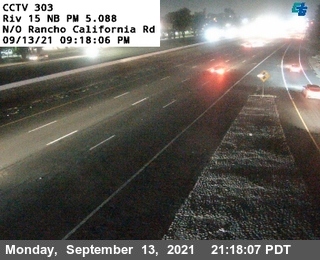 CCTV 303
Riv 15 NB PM 5.088
N/O Rancho California Rd
09/13/21 09:18:06 PM
Monday, September 13, 2021 21:18:07 PDT